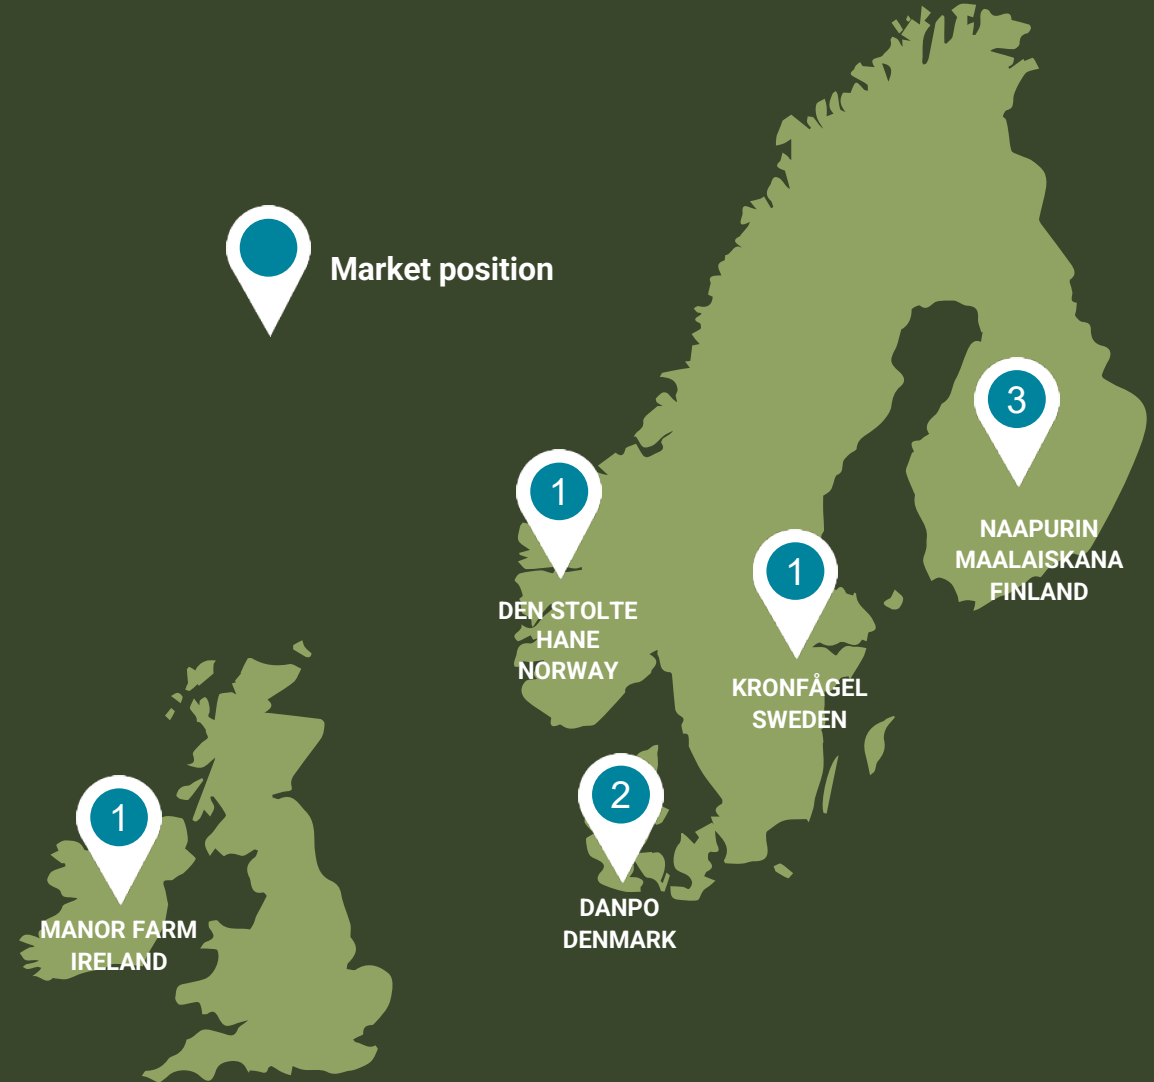 Market position
3
NAAPURIN
MAALAISKANA
FINLAND
1
DEN STOLTE
HANE
NORWAY
1
KRONFÅGEL
SWEDEN
2
DANPO
DENMARK
1
MANOR FARM
IRELAND